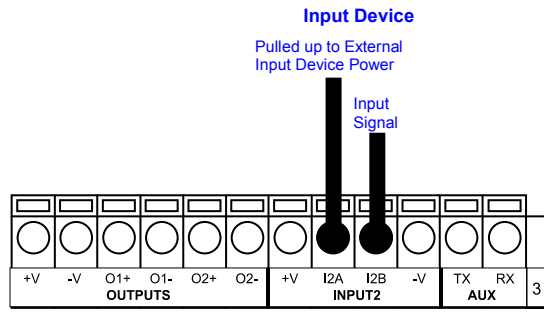 Input Device
Pulled up to External
Input Device Power
Input
Signal
+V -V O1+ O1- O2+ O2- +V I2A I2B -V TX RX 3
OUTPUTS INPUT2 AUX